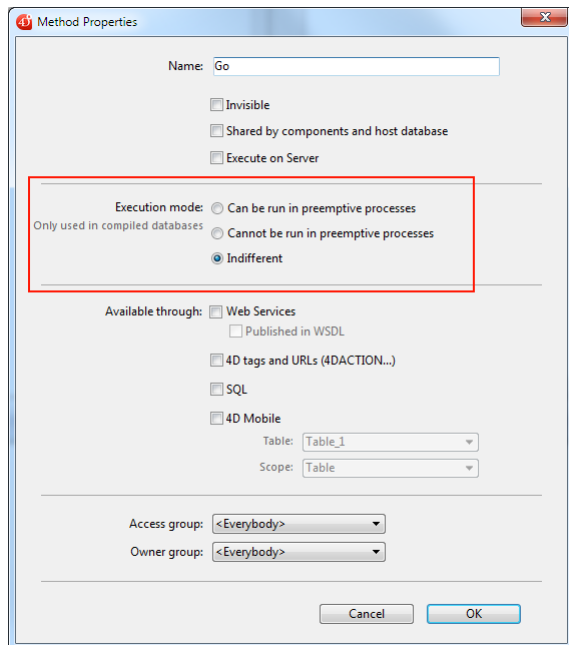 Method Properties
Name: Go
Invisible
Shared by components and host database
Execute on Server
Execution mode: Can be run in preemptive processes
Only used in compiled databases
Cannot be run in preemptive processes
Indifferent
Available through: Web Services
Published in WSDL
4D tags and URLs (4DACTION...)
SQL
4D Mobile
Table: Table_1
Scope: Table
Access group: <Everybody>
Owner group: <Everybody>
Cancel OK